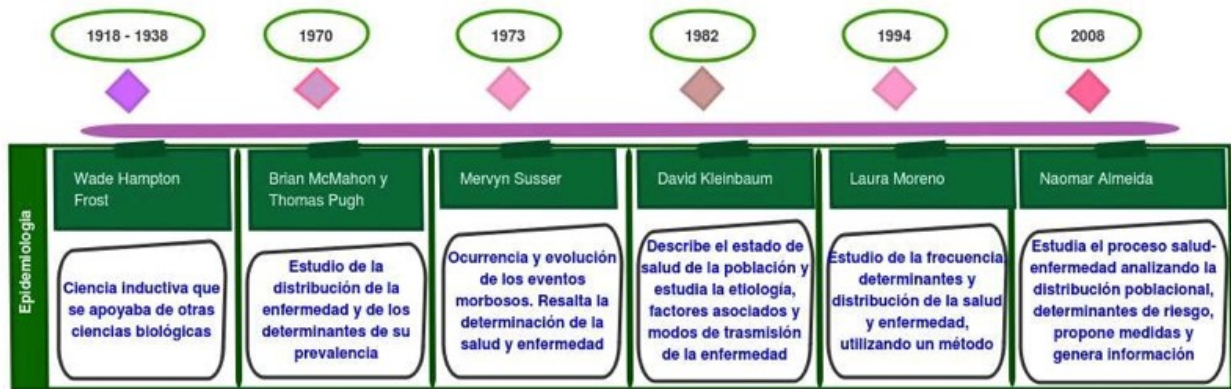 1918 - 1938
1970
1973
1982
1994
2008
Epidemiología
Wade Hampton
Frost
Brian McMahon y
Thomas Pugh
Mervyn Susser
David Kleinbaum
Laura Moreno
Naomar Almeida
Ciencia inductiva que
se apoyaba de otras
ciencias biológicas
Estudio de la
distribución de la
enfermedad y de los
determinantes de su
prevalencia
Ocurrencia y evolución
de los eventos
morbosos. Resalta la
determinación de la
salud y enfermedad
Describe el estado de
salud de la población y
estudia la etiología,
factores asociados y
modos de trasmisión
de la enfermedad
Estudio de la frecuencia,
determinantes y
distribución de la salud
y enfermedad,
utilizando un método
Estudia el proceso salud-
enfermedad analizando la
distribución poblacional,
determinantes de riesgo,
propone medidas y
genera información